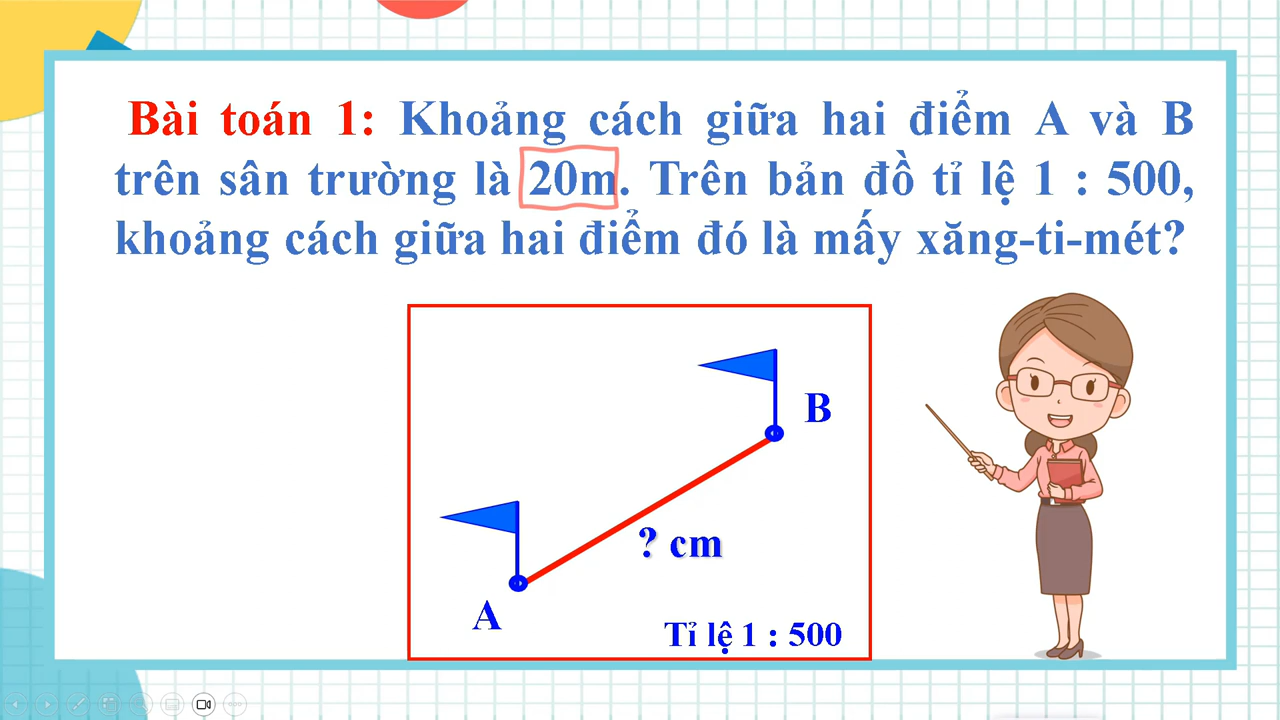 Bài toán 1: Khoảng cách giữa hai điểm A và B
trên sân trường là 20m. Trên bản đồ tỉ lệ 1 : 500,
khoảng cách giữa hai điểm đó là mấy xăng-ti-mét?
B
? cm
A
Tỉ lệ 1 : 500